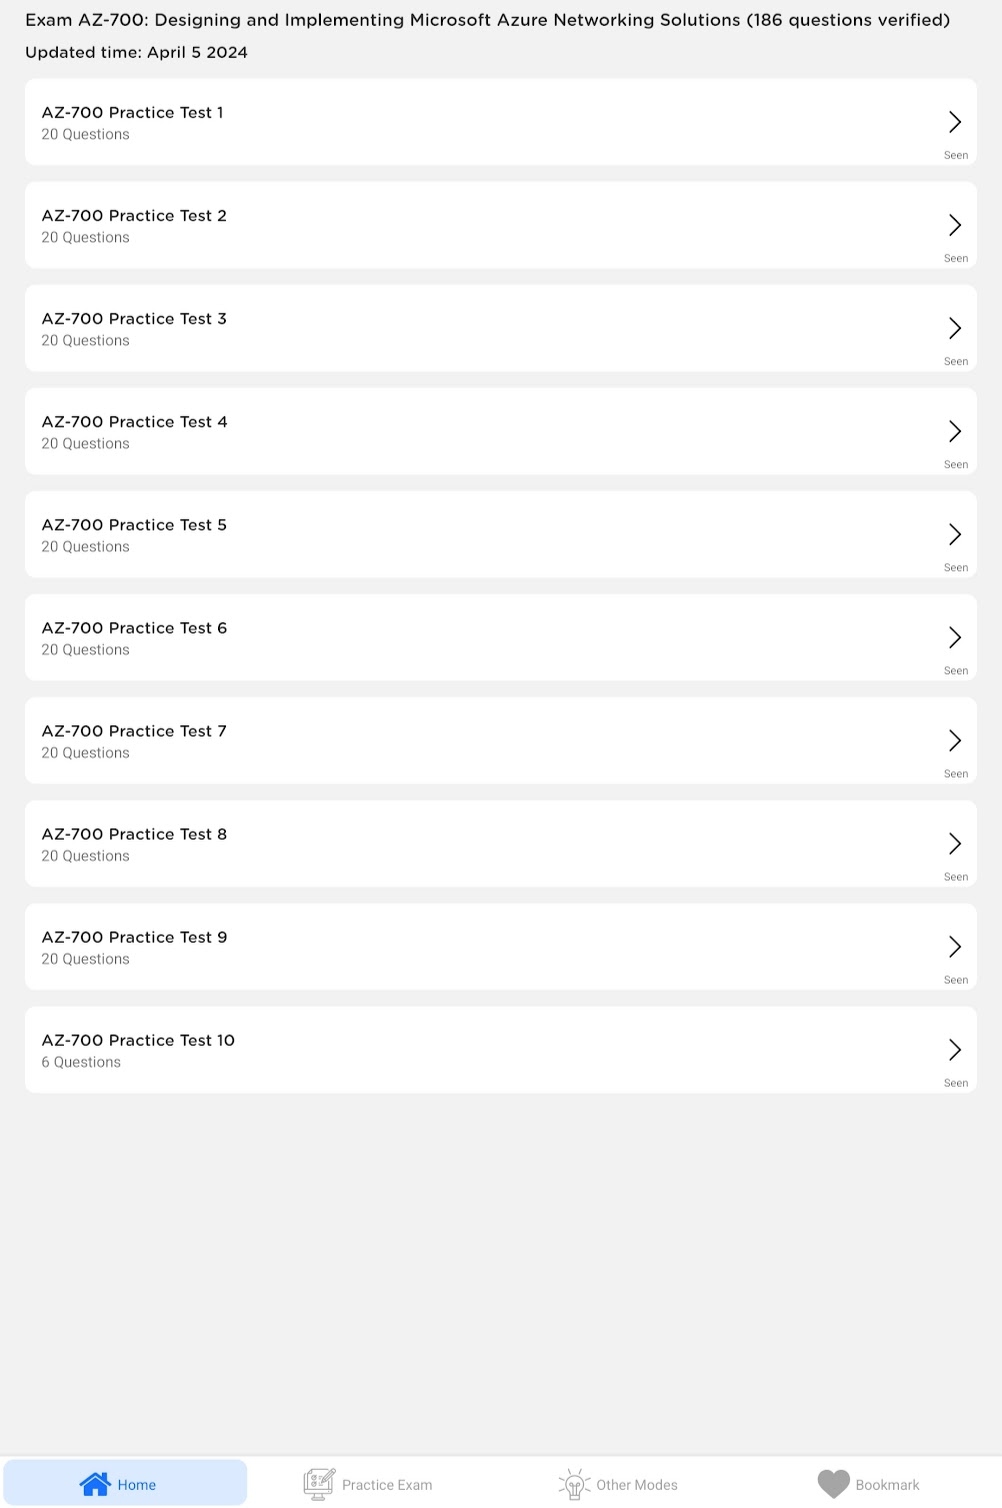 Exam AZ-700: Designing and Implementing Microsoft Azure Networking Solutions (186 questions verified)
Updated time: April 5 2024
AZ-700 Practice Test 1
20 Questions
Seen
AZ-700 Practice Test 2
20 Questions
Seen
AZ-700 Practice Test 3
20 Questions
Seen
AZ-700 Practice Test 4
20 Questions
Seen
AZ-700 Practice Test 5
20 Questions
Seen
AZ-700 Practice Test 6
20 Questions
Seen
AZ-700 Practice Test 7
20 Questions
Seen
AZ-700 Practice Test 8
20 Questions
Seen
AZ-700 Practice Test 9
20 Questions
Seen
AZ-700 Practice Test 10
6 Questions
Seen
Home
Practice Exam
Other Modes
Bookmark